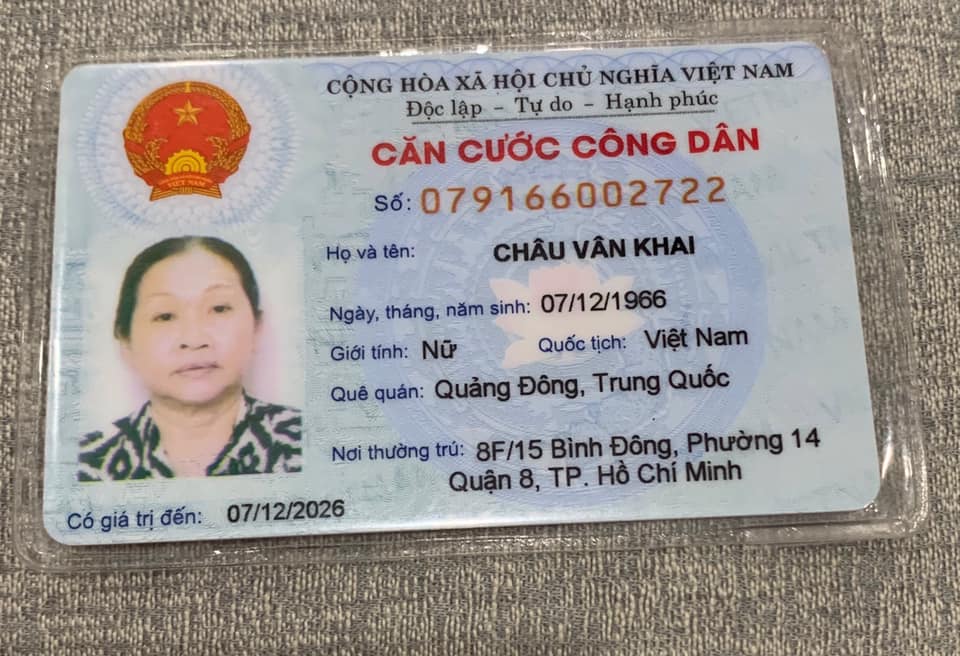 CỘNG HÒA XÃ HỘI CHỦ NGHĨA VIỆT NAM
Độc lập - Tự do - Hạnh phúc
CĂN CƯỚC CÔNG DÂN
Số: 079166002722
Họ và tên: CHÂU VÂN KHAI
Ngày, tháng, năm sinh: 07/12/1966
Giới tính: Nữ Quốc tịch: Việt Nam
Quê quán: Quảng Đông, Trung Quốc
Nơi thường trú: 8F/15 Bình Đông, Phường 14
Quận 8, TP. Hồ Chí Minh
Có giá trị đến: 07/12/2026